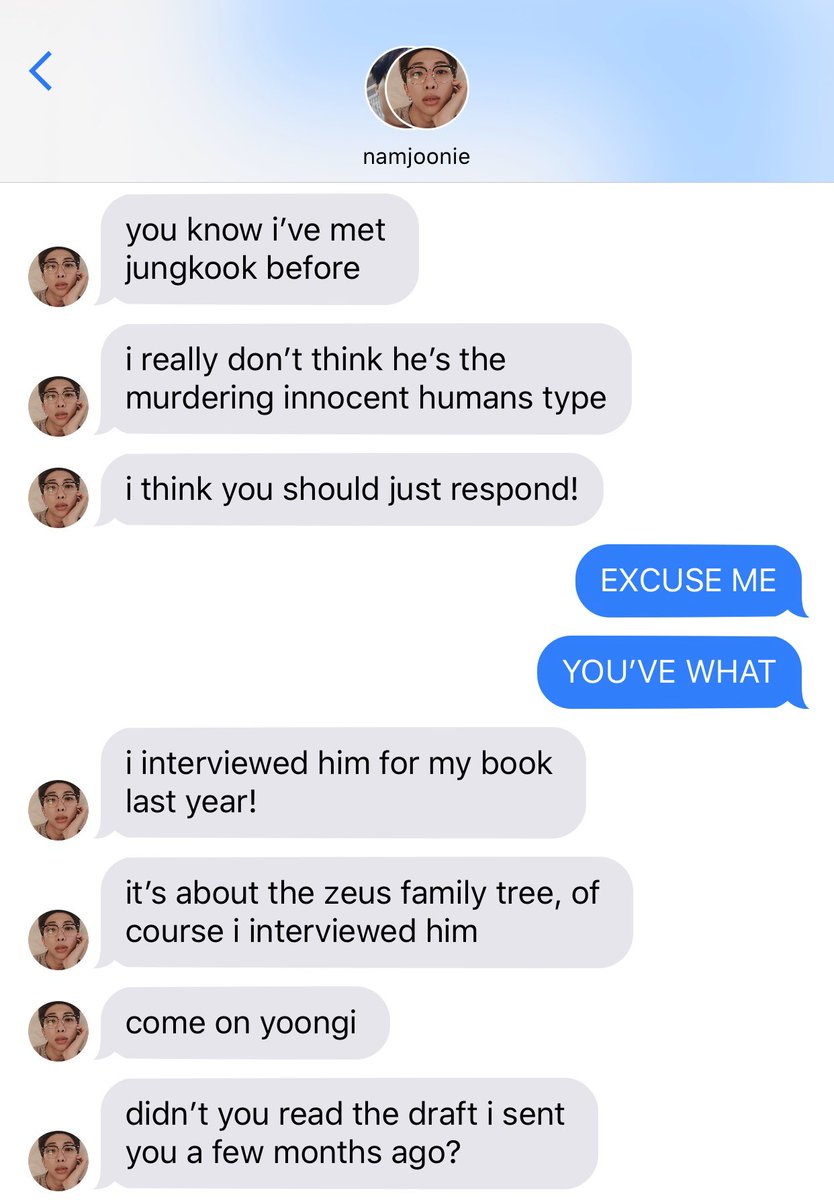 namjoonie
you know i’ve met
jungkook before
i really don’t think he’s the
murdering innocent humans type
i think you should just respond!
EXCUSE ME
YOU’VE WHAT
i interviewed him for my book
last year!
it’s about the zeus family tree, of
course i interviewed him
come on yoongi
didn’t you read the draft i sent
you a few months ago?